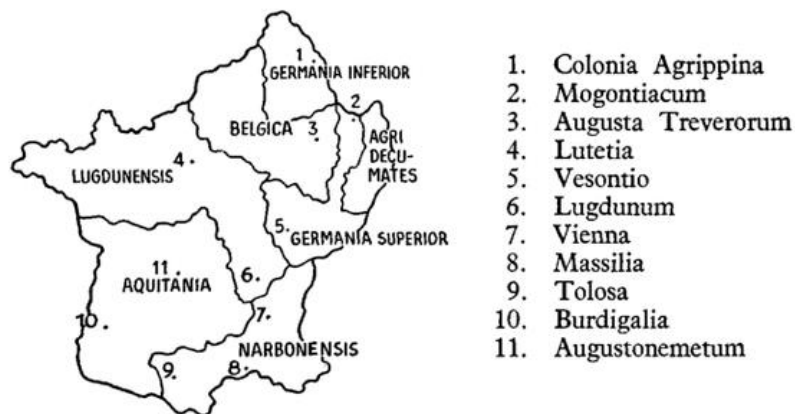 1.
GERMANIA INFERIOR
2
BELGICA
3
AGRI
DECU-
MATES
4
LUGDUNENSIS
5
GERMANIA SUPERIOR
11
AQUITANIA
6
7
10
NARBONENSIS
9
8
1. Colonia Agrippina
2. Mogontiacum
3. Augusta Treverorum
4. Lutetia
5. Vesontio
6. Lugdunum
7. Vienna
8. Massilia
9. Tolosa
10. Burdigalia
11. Augustonemetum